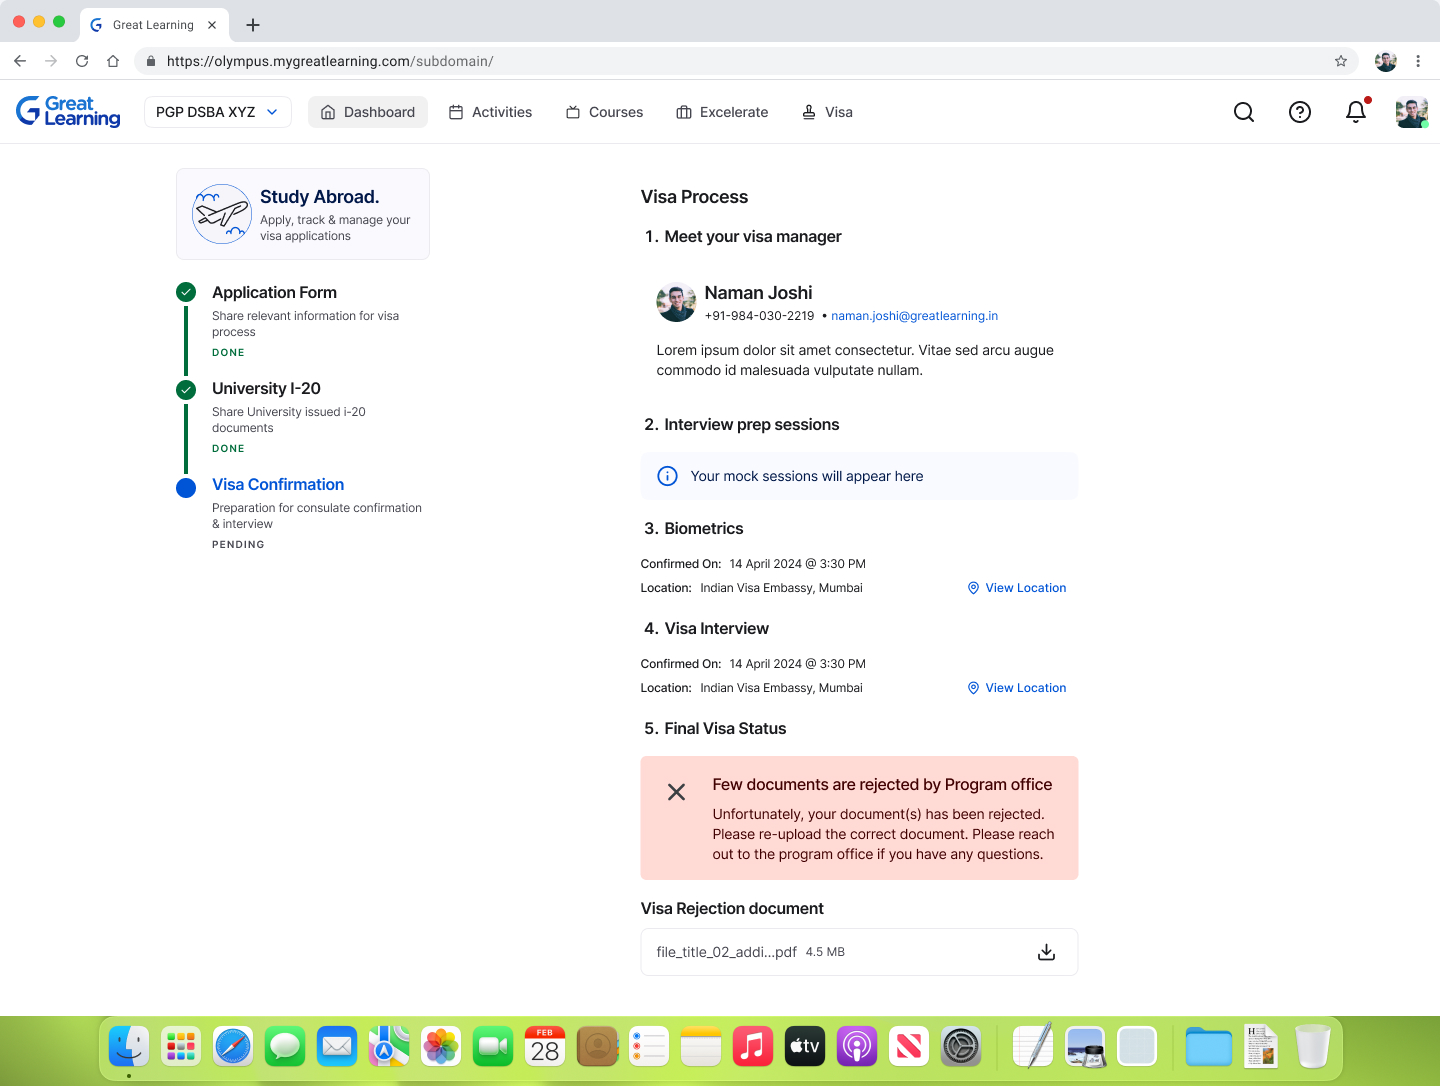 Great Learning
https://olympus.mygreatlearning.com/subdomain/
Great
Learning
PGP DSBA XYZ
Dashboard
Activities
Courses
Excelerate
Visa
Study Abroad.
Apply, track & manage your
visa applications
Application Form
Share relevant information for visa
process
DONE
University I-20
Share University issued i-20
documents
DONE
Visa Confirmation
Preparation for consulate confirmation
& interview
PENDING
Visa Process
1. Meet your visa manager
Naman Joshi
+91-984-030-2219 • naman.joshi@greatlearning.in
Lorem ipsum dolor sit amet consectetur. Vitae sed arcu augue
commodo id malesuada vulputate nullam.
2. Interview prep sessions
Your mock sessions will appear here
3. Biometrics
Confirmed On: 14 April 2024 @ 3:30 PM
Location: Indian Visa Embassy, Mumbai
View Location
4. Visa Interview
Confirmed On: 14 April 2024 @ 3:30 PM
Location: Indian Visa Embassy, Mumbai
View Location
5. Final Visa Status
Few documents are rejected by Program office
Unfortunately, your document(s) has been rejected.
Please re-upload the correct document. Please reach
out to the program office if you have any questions.
Visa Rejection document
file_title_02_addi...pdf 4.5 MB
FEB
28
tv